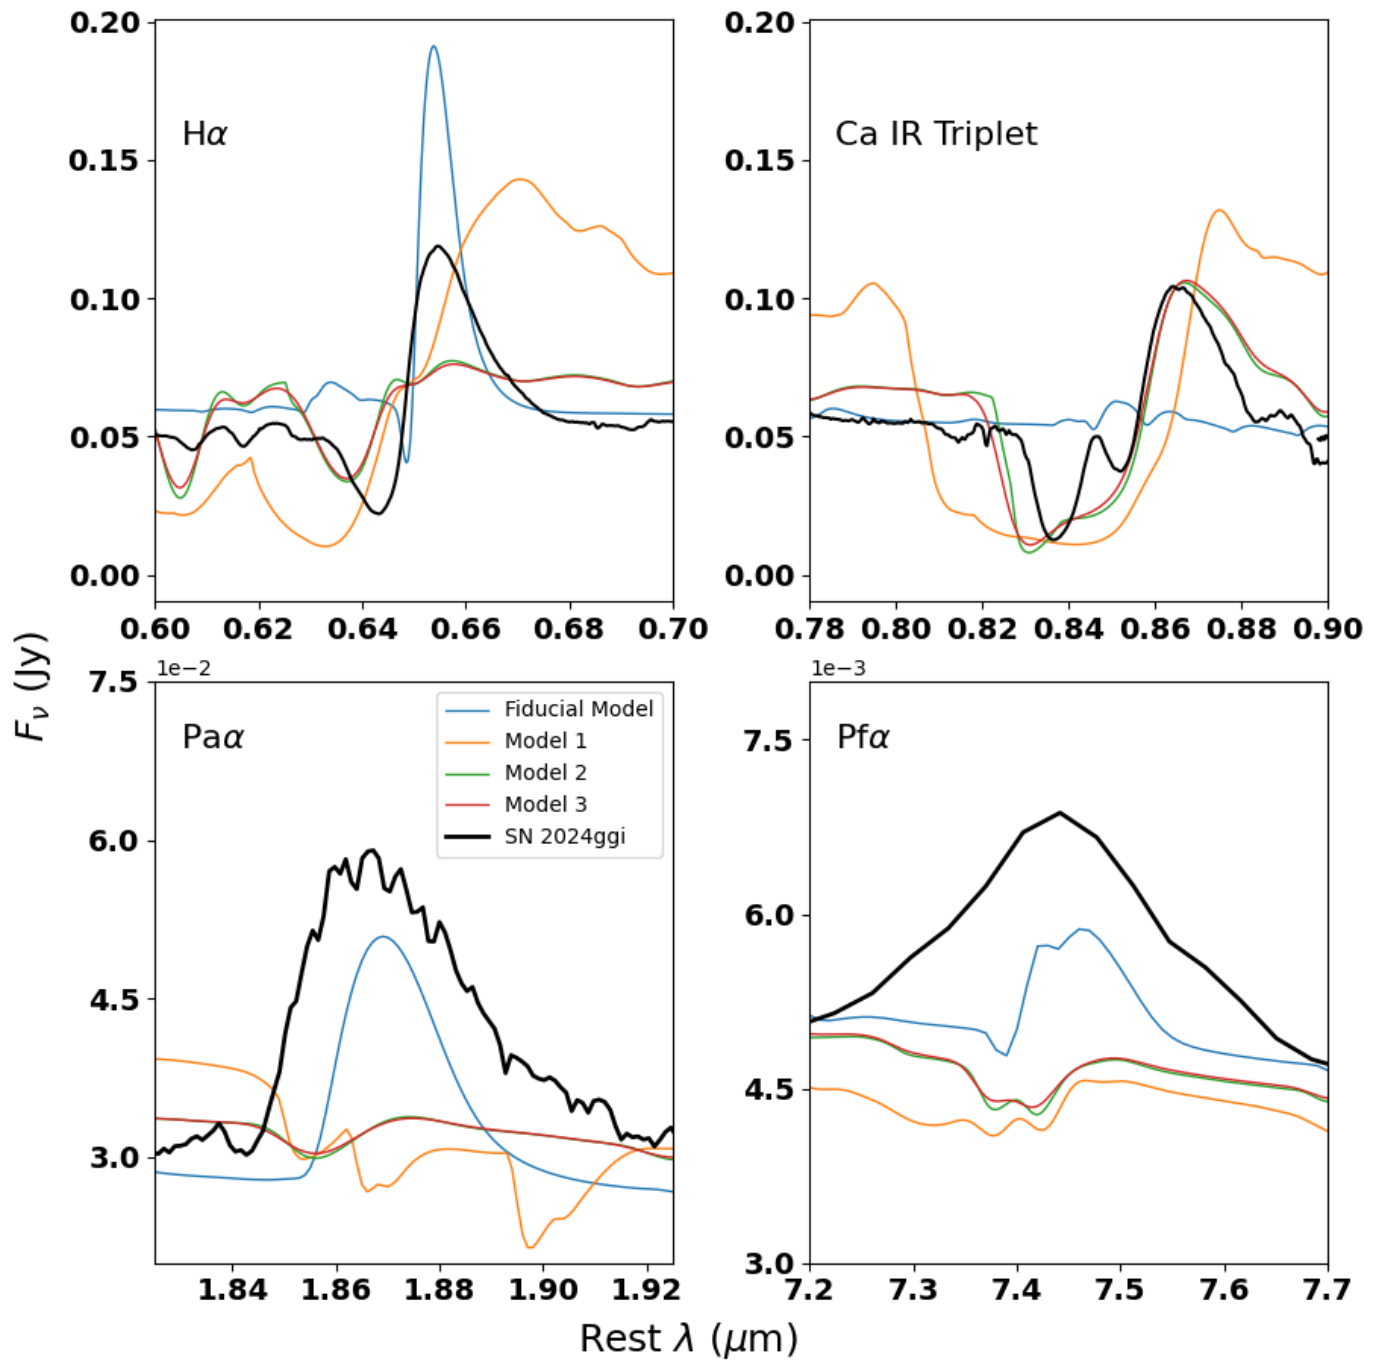 0.20
0.15
0.10
0.05
0.00
Hα
0.60 0.62 0.64 0.66 0.68 0.70
0.20
0.15
0.10
0.05
0.00
Ca IR Triplet
0.78 0.80 0.82 0.84 0.86 0.88 0.90
Fν (Jy)
1e−2
7.5
6.0
4.5
3.0
Paα
Fiducial Model
Model 1
Model 2
Model 3
SN 2024ggi
1.84 1.86 1.88 1.90 1.92
1e−3
7.5
6.0
4.5
3.0
Pfα
7.2 7.3 7.4 7.5 7.6 7.7
Rest λ (μm)